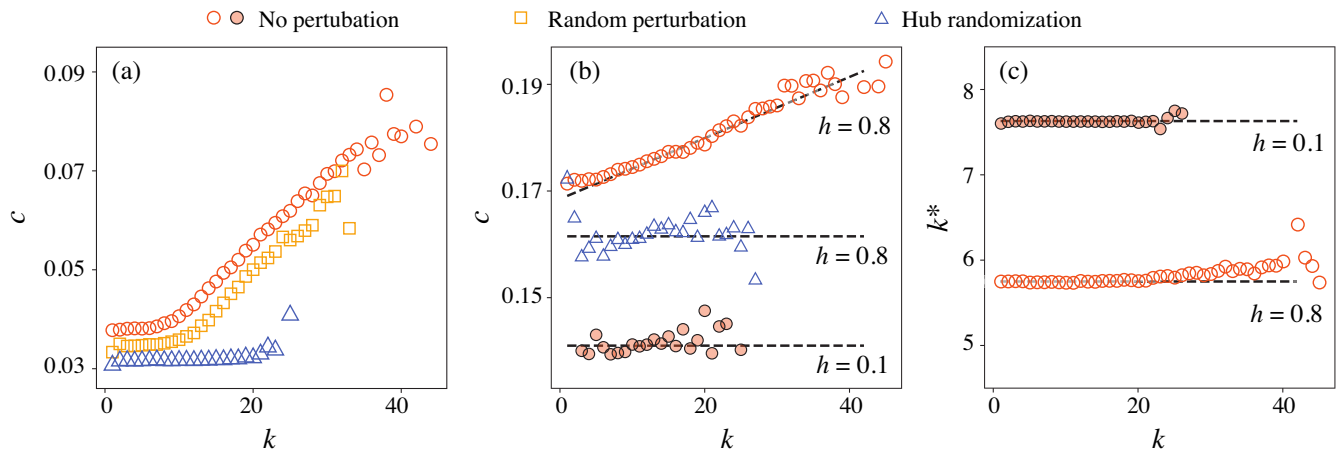 No pertubation
Random perturbation
Hub randomization
(a)
c
0.09
0.07
0.05
0.03
0
20
40
k
(b)
c
0.19
0.17
0.15
h = 0.8
h = 0.8
h = 0.1
0
20
40
k
(c)
k*
8
7
6
5
h = 0.1
h = 0.8
0
20
40
k